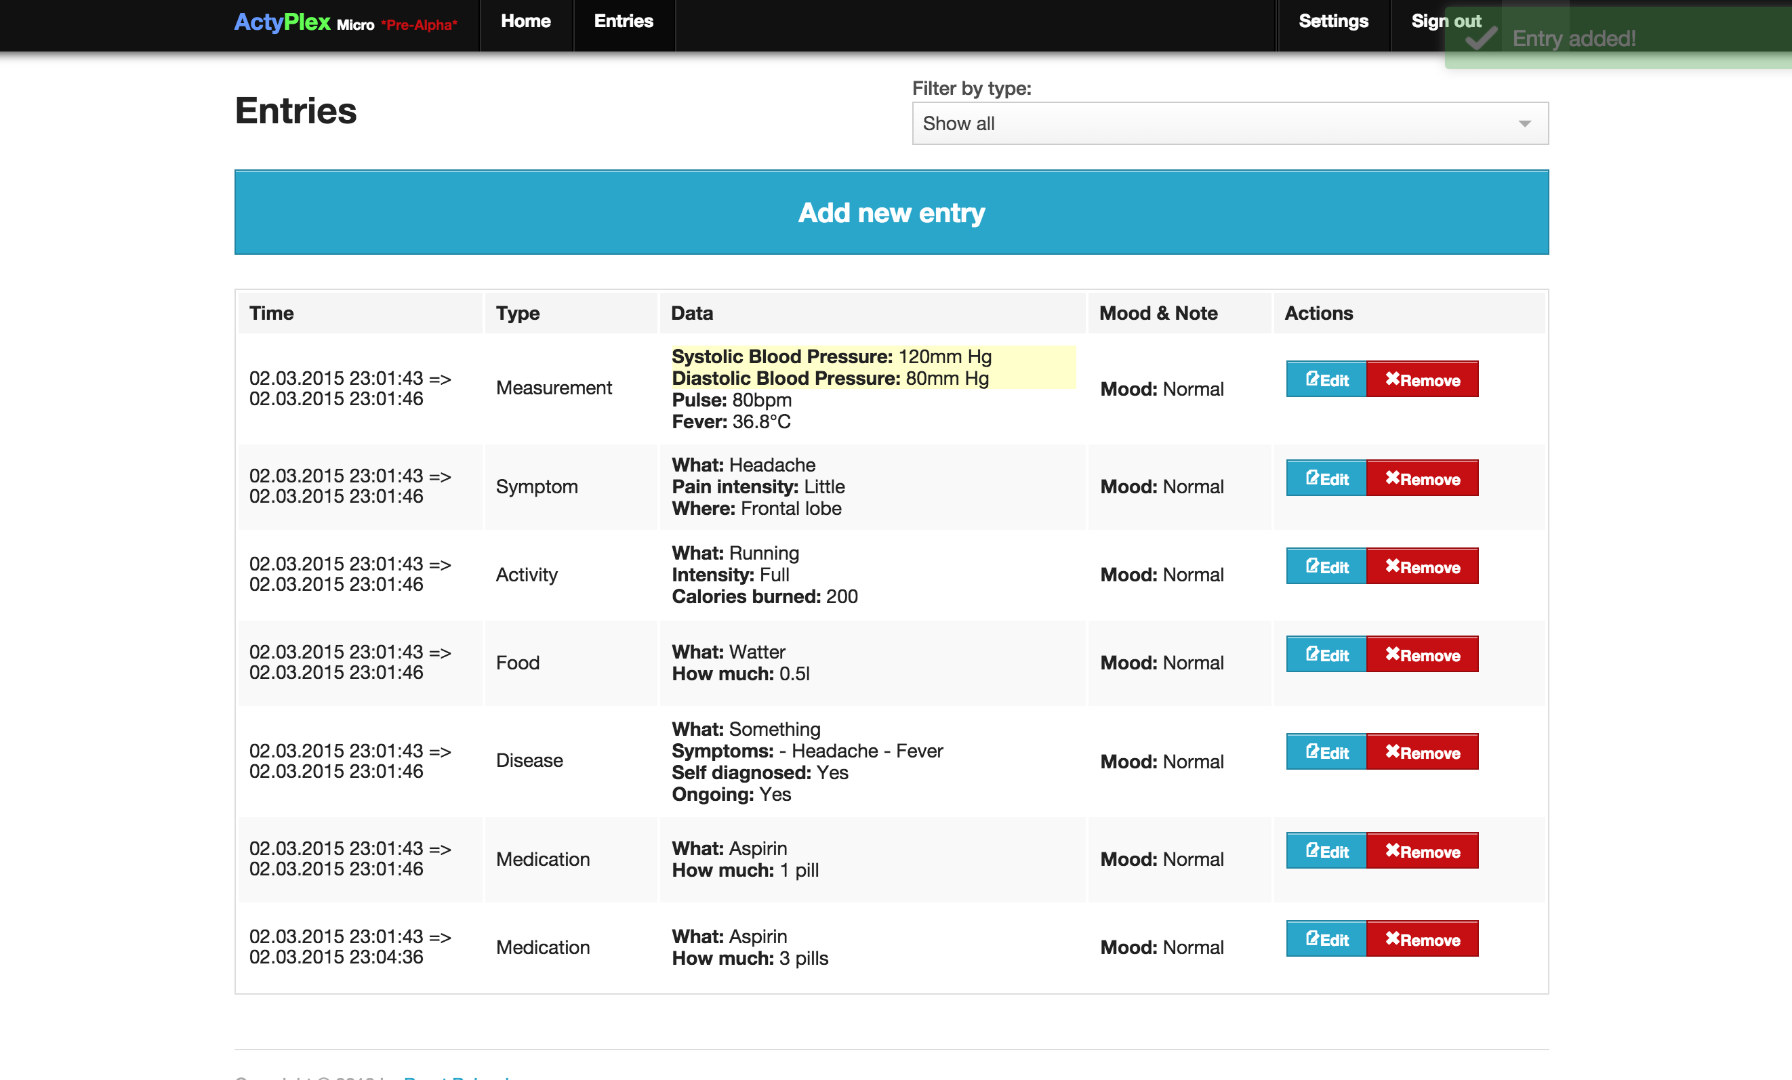 ActyPlex Micro *Pre-Alpha* Home Entries Settings Sign out
Entry added!
Filter by type:
Entries
Show all
Add new entry
Time Type Data Mood & Note Actions
02.03.2015 23:01:43 =>
02.03.2015 23:01:46
Measurement
Systolic Blood Pressure: 120mm Hg
Diastolic Blood Pressure: 80mm Hg
Pulse: 80bpm
Fever: 36.8°C
Mood: Normal
Edit Remove
02.03.2015 23:01:43 =>
02.03.2015 23:01:46
Symptom
What: Headache
Pain intensity: Little
Where: Frontal lobe
Mood: Normal
Edit Remove
02.03.2015 23:01:43 =>
02.03.2015 23:01:46
Activity
What: Running
Intensity: Full
Calories burned: 200
Mood: Normal
Edit Remove
02.03.2015 23:01:43 =>
02.03.2015 23:01:46
Food
What: Watter
How much: 0.5l
Mood: Normal
Edit Remove
02.03.2015 23:01:43 =>
02.03.2015 23:01:46
Disease
What: Something
Symptoms: - Headache - Fever
Self diagnosed: Yes
Ongoing: Yes
Mood: Normal
Edit Remove
02.03.2015 23:01:43 =>
02.03.2015 23:01:46
Medication
What: Aspirin
How much: 1 pill
Mood: Normal
Edit Remove
02.03.2015 23:01:43 =>
02.03.2015 23:04:36
Medication
What: Aspirin
How much: 3 pills
Mood: Normal
Edit Remove